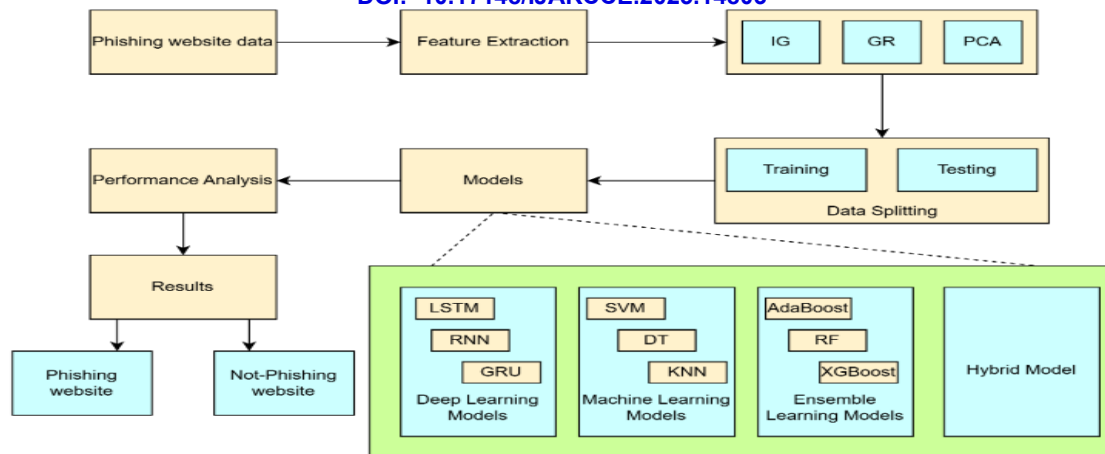 Phishing website data
Feature Extraction
IG
GR
PCA
Training
Testing
Data Splitting
Models
Performance Analysis
Results
Phishing
website
Not-Phishing
website
LSTM
RNN
GRU
Deep Learning
Models
SVM
DT
KNN
Machine Learning
Models
AdaBoost
RF
XGBoost
Ensemble
Learning Models
Hybrid Model